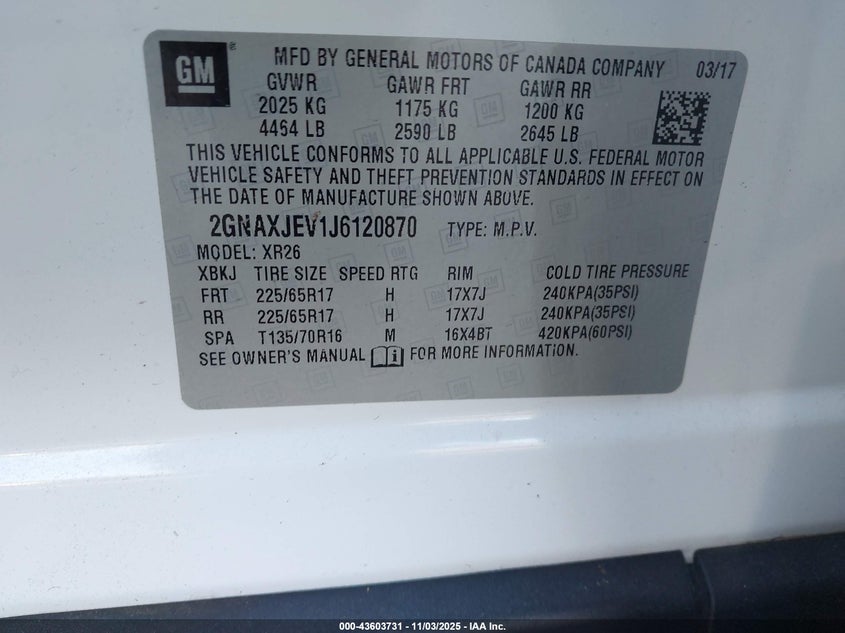 GM ® MFD BY GENERAL MOTORS OF CANADA COMPANY 03/17
GVWR GAWR FRT GAWR RR
2025 KG 1175 KG 1200 KG
4464 LB 2590 LB 2645 LB
THIS VEHICLE CONFORMS TO ALL APPLICABLE U.S. FEDERAL MOTOR
VEHICLE SAFETY AND THEFT PREVENTION STANDARDS IN EFFECT ON
THE DATE OF MANUFACTURE SHOWN ABOVE.
2GNAXJEV1J6120870 TYPE: M.P.V.
MODEL: XR26
XBKJ TIRE SIZE SPEED RTG RIM COLD TIRE PRESSURE
FRT 225/65R17 H 17X7J 240KPA(35PSI)
RR 225/65R17 H 17X7J 240KPA(35PSI)
SPA T135/70R16 M 16X4BT 420KPA(60PSI)
SEE OWNER'S MANUAL i FOR MORE INFORMATION.
000-43603731 - 11/03/2025 - IAA Inc.